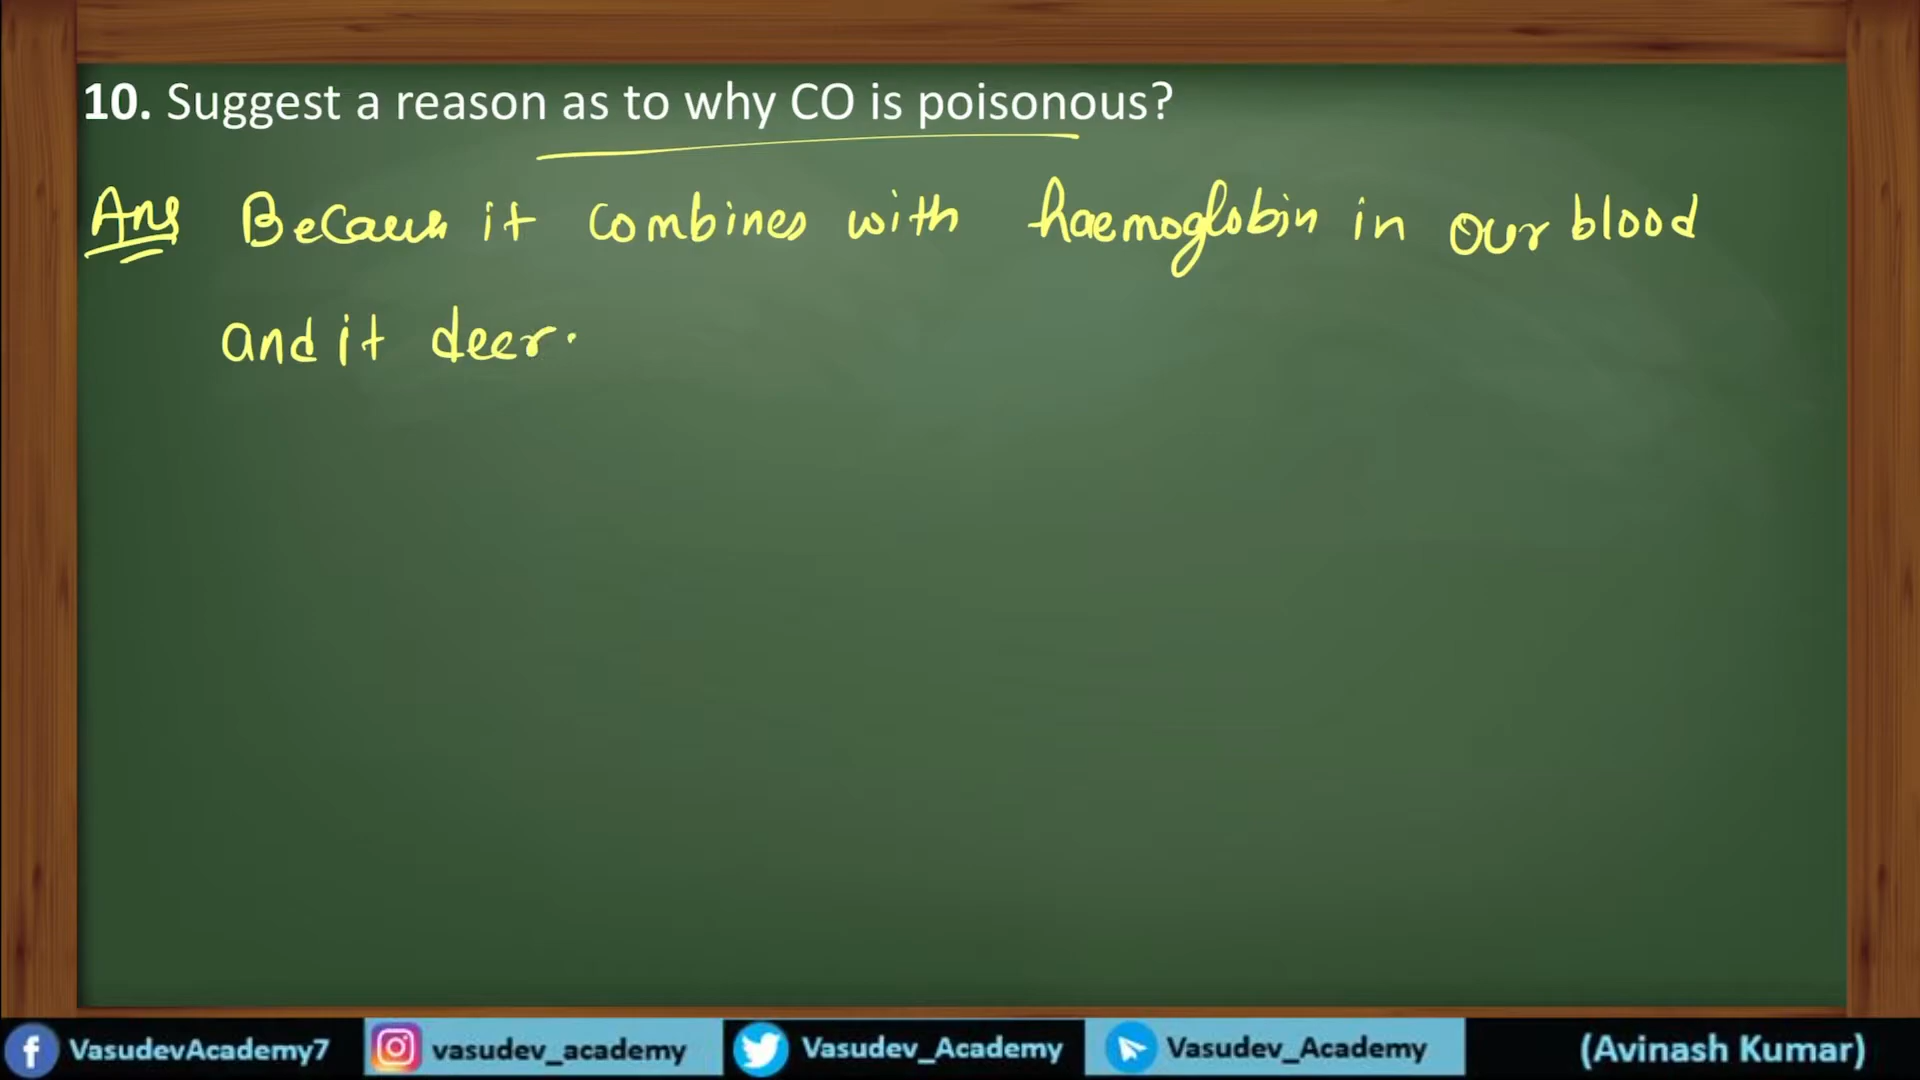 10. Suggest a reason as to why CO is poisonous?
Ans Because it combines with haemoglobin in our blood
and it decr
VasudevAcademy7 vasudev_academy Vasudev_Academy Vasudev_Academy (Avinash Kumar)